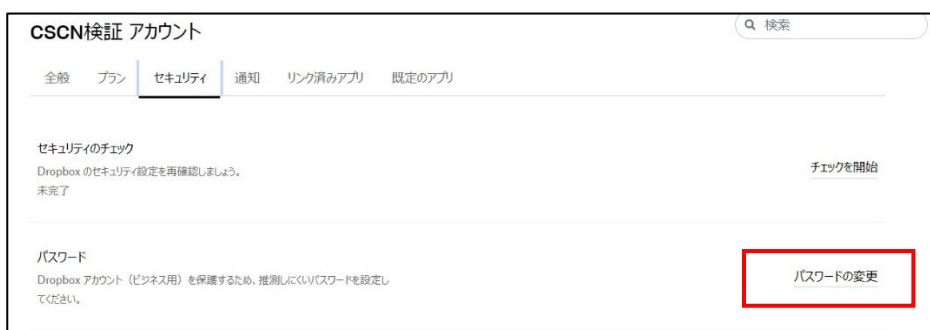 CSCN検証 アカウント
検索
全般 プラン セキュリティ 通知 リンク済みアプリ 既定のアプリ
セキュリティのチェック
Dropbox のセキュリティ設定を再確認しましょう。
チェックを開始
未完了
パスワード
Dropbox アカウント（ビジネス用）を保護するため、推測しにくいパスワードを設定し
てください。
パスワードの変更